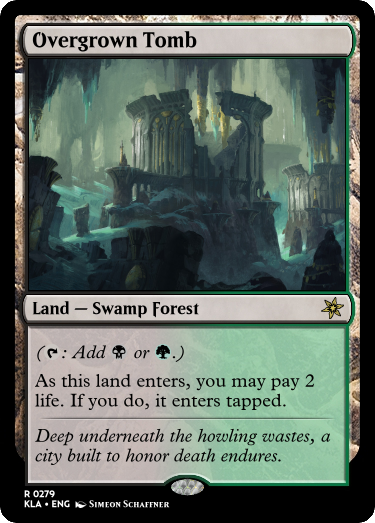 Overgrown Tomb
Land — Swamp Forest
(: Add or .)
As this land enters, you may pay 2
life. If you do, it enters tapped.
Deep underneath the howling wastes, a
city built to honor death endures.
R 0279
KLA • ENG Simeon Schaffner